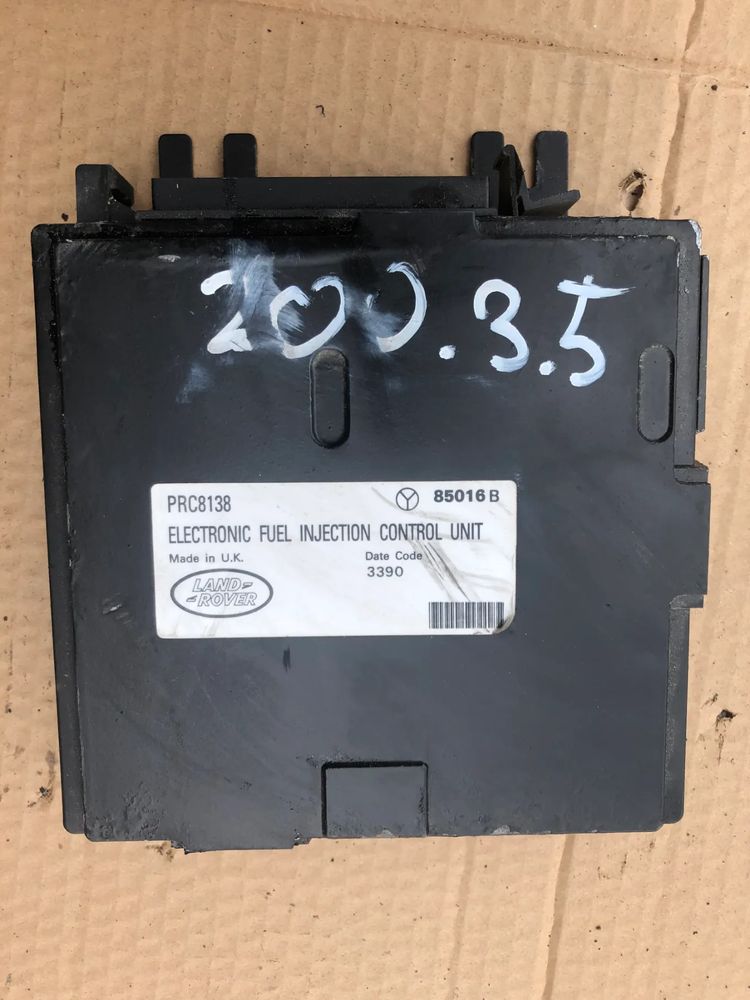 200.3.5
PRC8138 85016 B
ELECTRONIC FUEL INJECTION CONTROL UNIT
Made in U.K. Date Code
3390
LAND-
-ROVER